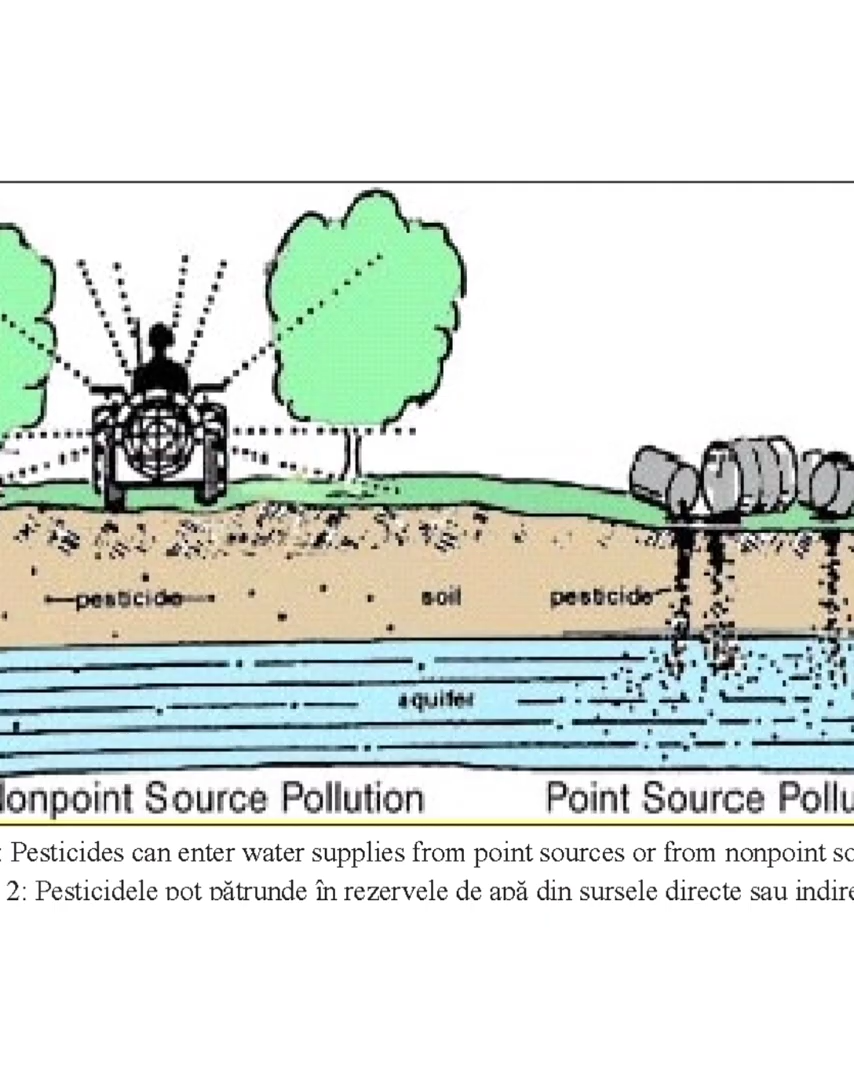 pesticide
soil
pesticide
aquifer
Nonpoint Source Pollution
Point Source Pollu
: Pesticides can enter water supplies from point sources or from nonpoint so
2: Pesticidele pot pătrunde în rezervele de apă din sursele directe sau indire